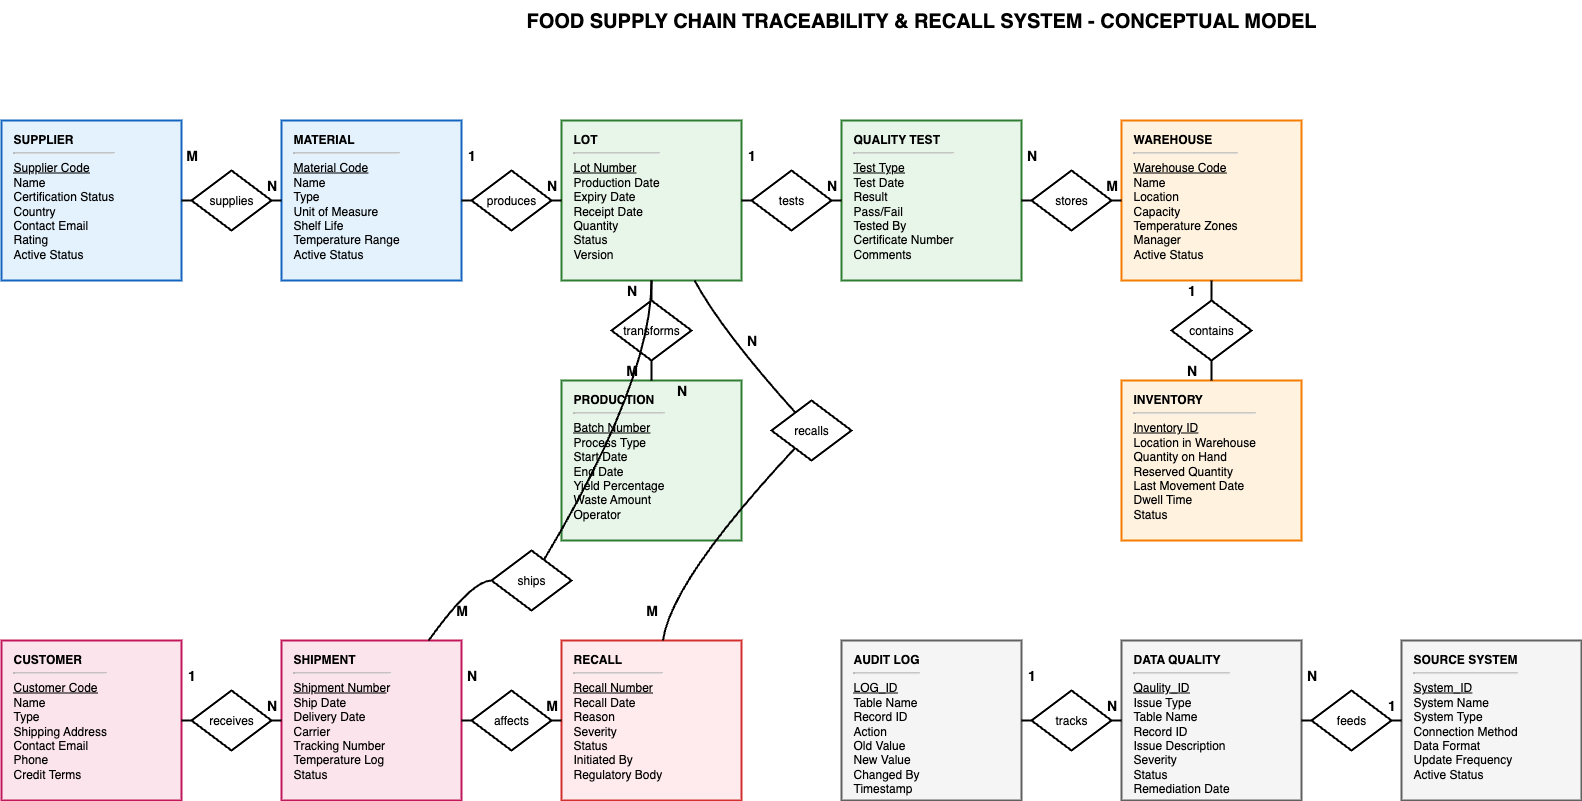 FOOD SUPPLY CHAIN TRACEABILITY & RECALL SYSTEM - CONCEPTUAL MODEL
SUPPLIER
Supplier Code
Name
Certification Status
Country
Contact Email
Rating
Active Status
M
supplies
N
MATERIAL
Material Code
Name
Type
Unit of Measure
Shelf Life
Temperature Range
Active Status
1
produces
N
LOT
Lot Number
Production Date
Expiry Date
Receipt Date
Quantity
Status
Version
1
tests
N
QUALITY TEST
Test Type
Test Date
Result
Pass/Fail
Tested By
Certificate Number
Comments
N
stores
M
WAREHOUSE
Warehouse Code
Name
Location
Capacity
Temperature Zones
Manager
Active Status
N
transforms
M
N
N
recalls
M
1
contains
N
PRODUCTION
Batch Number
Process Type
Start Date
End Date
Yield Percentage
Waste Amount
Operator
INVENTORY
Inventory ID
Location in Warehouse
Quantity on Hand
Reserved Quantity
Last Movement Date
Dwell Time
Status
ships
M
CUSTOMER
Customer Code
Name
Type
Shipping Address
Contact Email
Phone
Credit Terms
1
receives
N
SHIPMENT
Shipment Number
Ship Date
Delivery Date
Carrier
Tracking Number
Temperature Log
Status
N
affects
M
RECALL
Recall Number
Recall Date
Reason
Severity
Status
Initiated By
Regulatory Body
AUDIT LOG
LOG_ID
Table Name
Record ID
Action
Old Value
New Value
Changed By
Timestamp
1
tracks
N
DATA QUALITY
Qaulity_ID
Issue Type
Table Name
Record ID
Issue Description
Severity
Status
Remediation Date
N
feeds
1
SOURCE SYSTEM
System_ID
System Name
System Type
Connection Method
Data Format
Update Frequency
Active Status